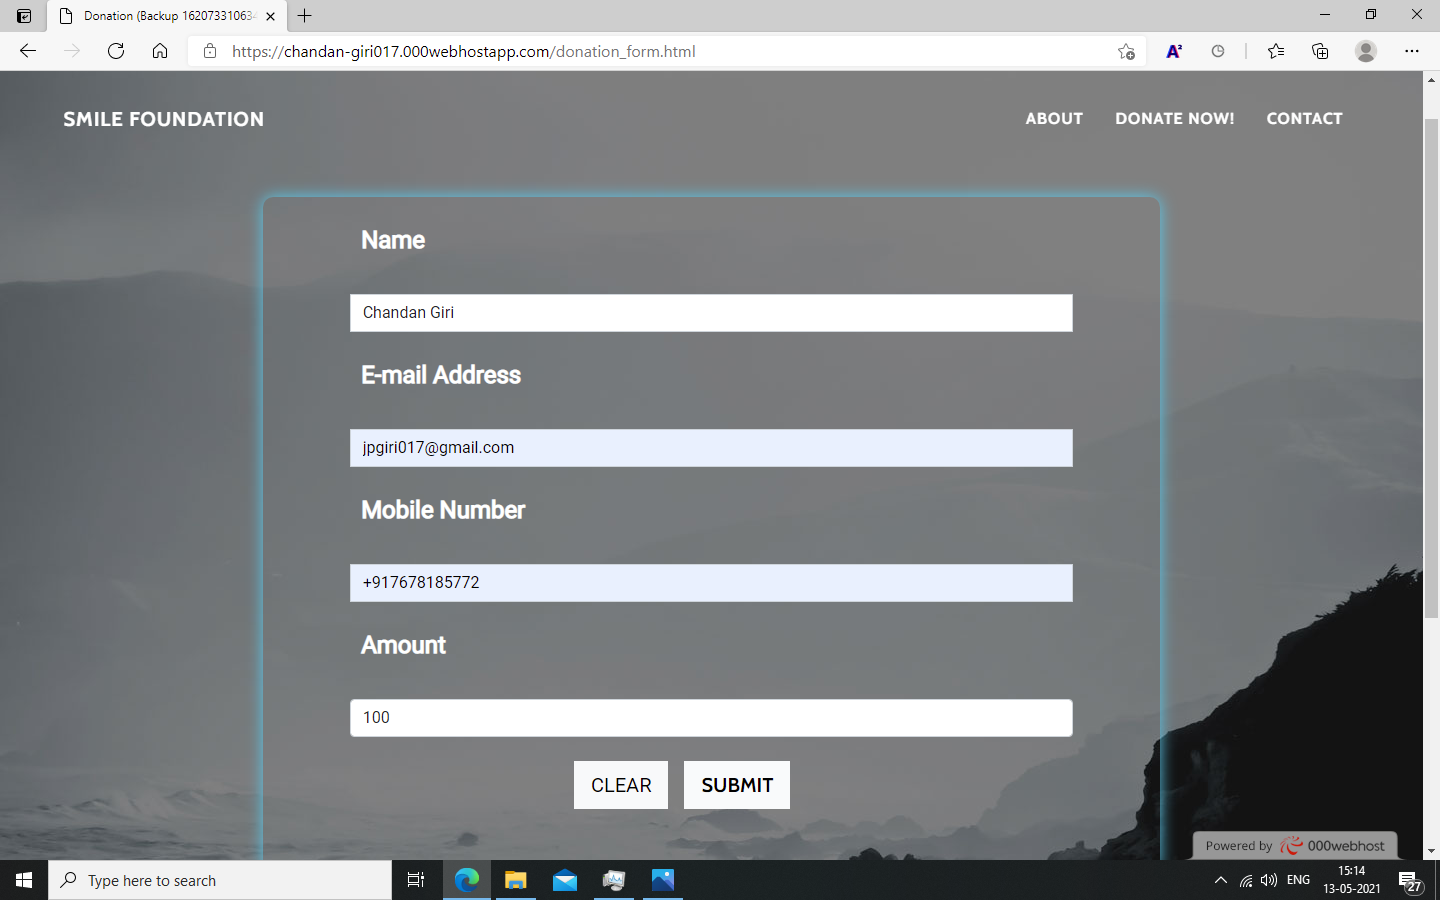 Donation (Backup 1620733106
https://chandan-giri017.000webhostapp.com/donation_form.html
SMILE FOUNDATION
ABOUT
DONATE NOW!
CONTACT
Name
Chandan Giri
E-mail Address
jpgiri017@gmail.com
Mobile Number
+917678185772
Amount
100
CLEAR
SUBMIT
Powered by 000webhost
Type here to search
ENG
15:14
13-05-2021
27